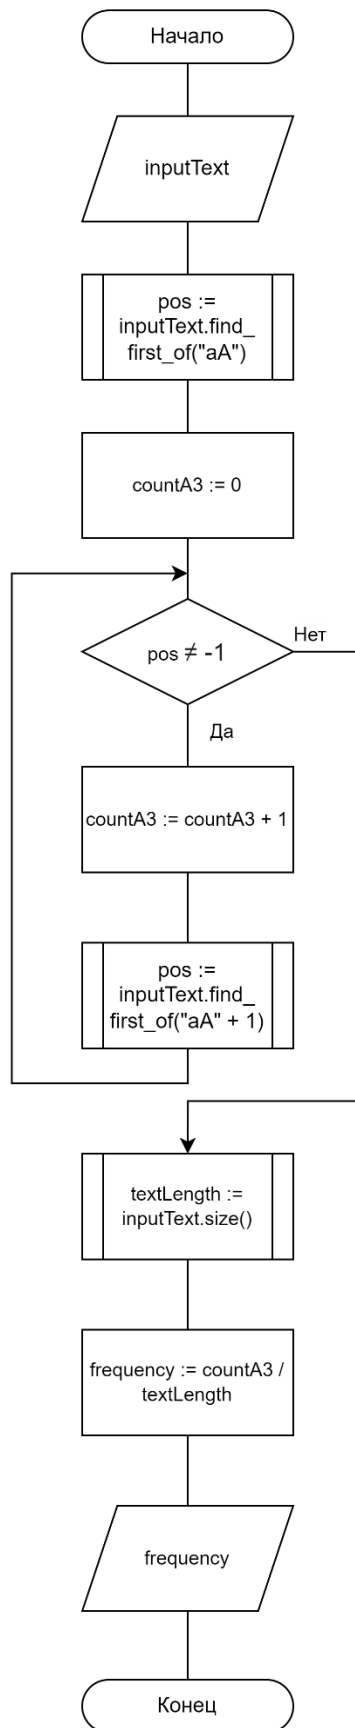 Начало
inputText
pos :=
inputText.find_
first_of("aA")
countA3 := 0
pos ≠ -1
Нет
Да
countA3 := countA3 + 1
pos :=
inputText.find_
first_of("aA" + 1)
textLength :=
inputText.size()
frequency := countA3 /
textLength
frequency
Конец